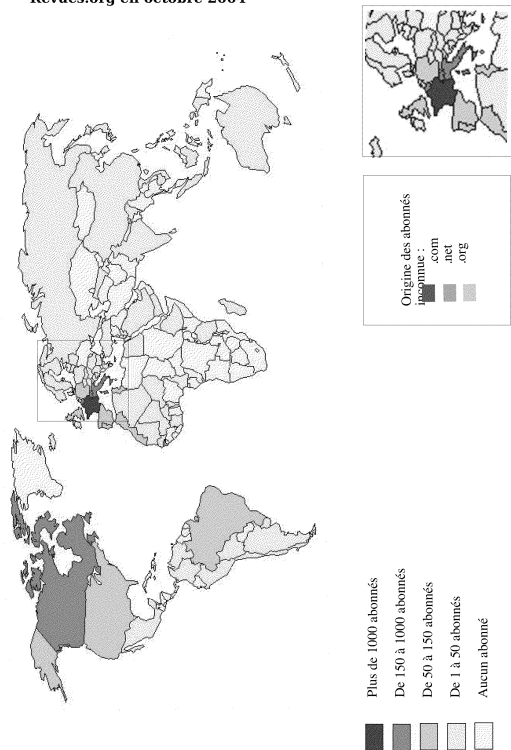 Revues.org en octobre 2004
Origine des abonnés
inconnue :
.com
.net
.org
Plus de 1000 abonnés
De 150 à 1000 abonnés
De 50 à 150 abonnés
De 1 à 50 abonnés
Aucun abonné